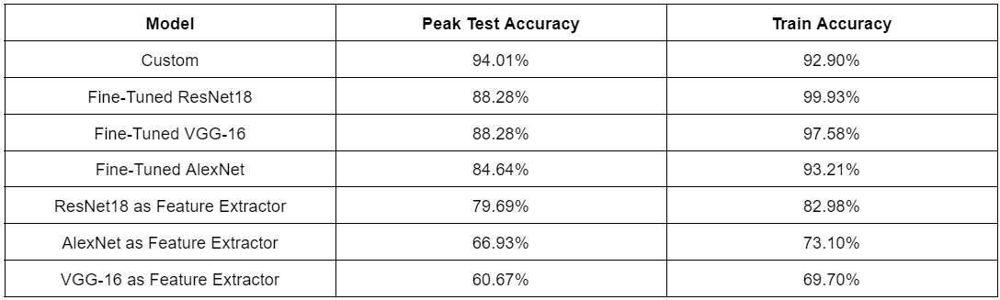 Model Peak Test Accuracy Train Accuracy
Custom 94.01% 92.90%
Fine-Tuned ResNet18 88.28% 99.93%
Fine-Tuned VGG-16 88.28% 97.58%
Fine-Tuned AlexNet 84.64% 93.21%
ResNet18 as Feature Extractor 79.69% 82.98%
AlexNet as Feature Extractor 66.93% 73.10%
VGG-16 as Feature Extractor 60.67% 69.70%